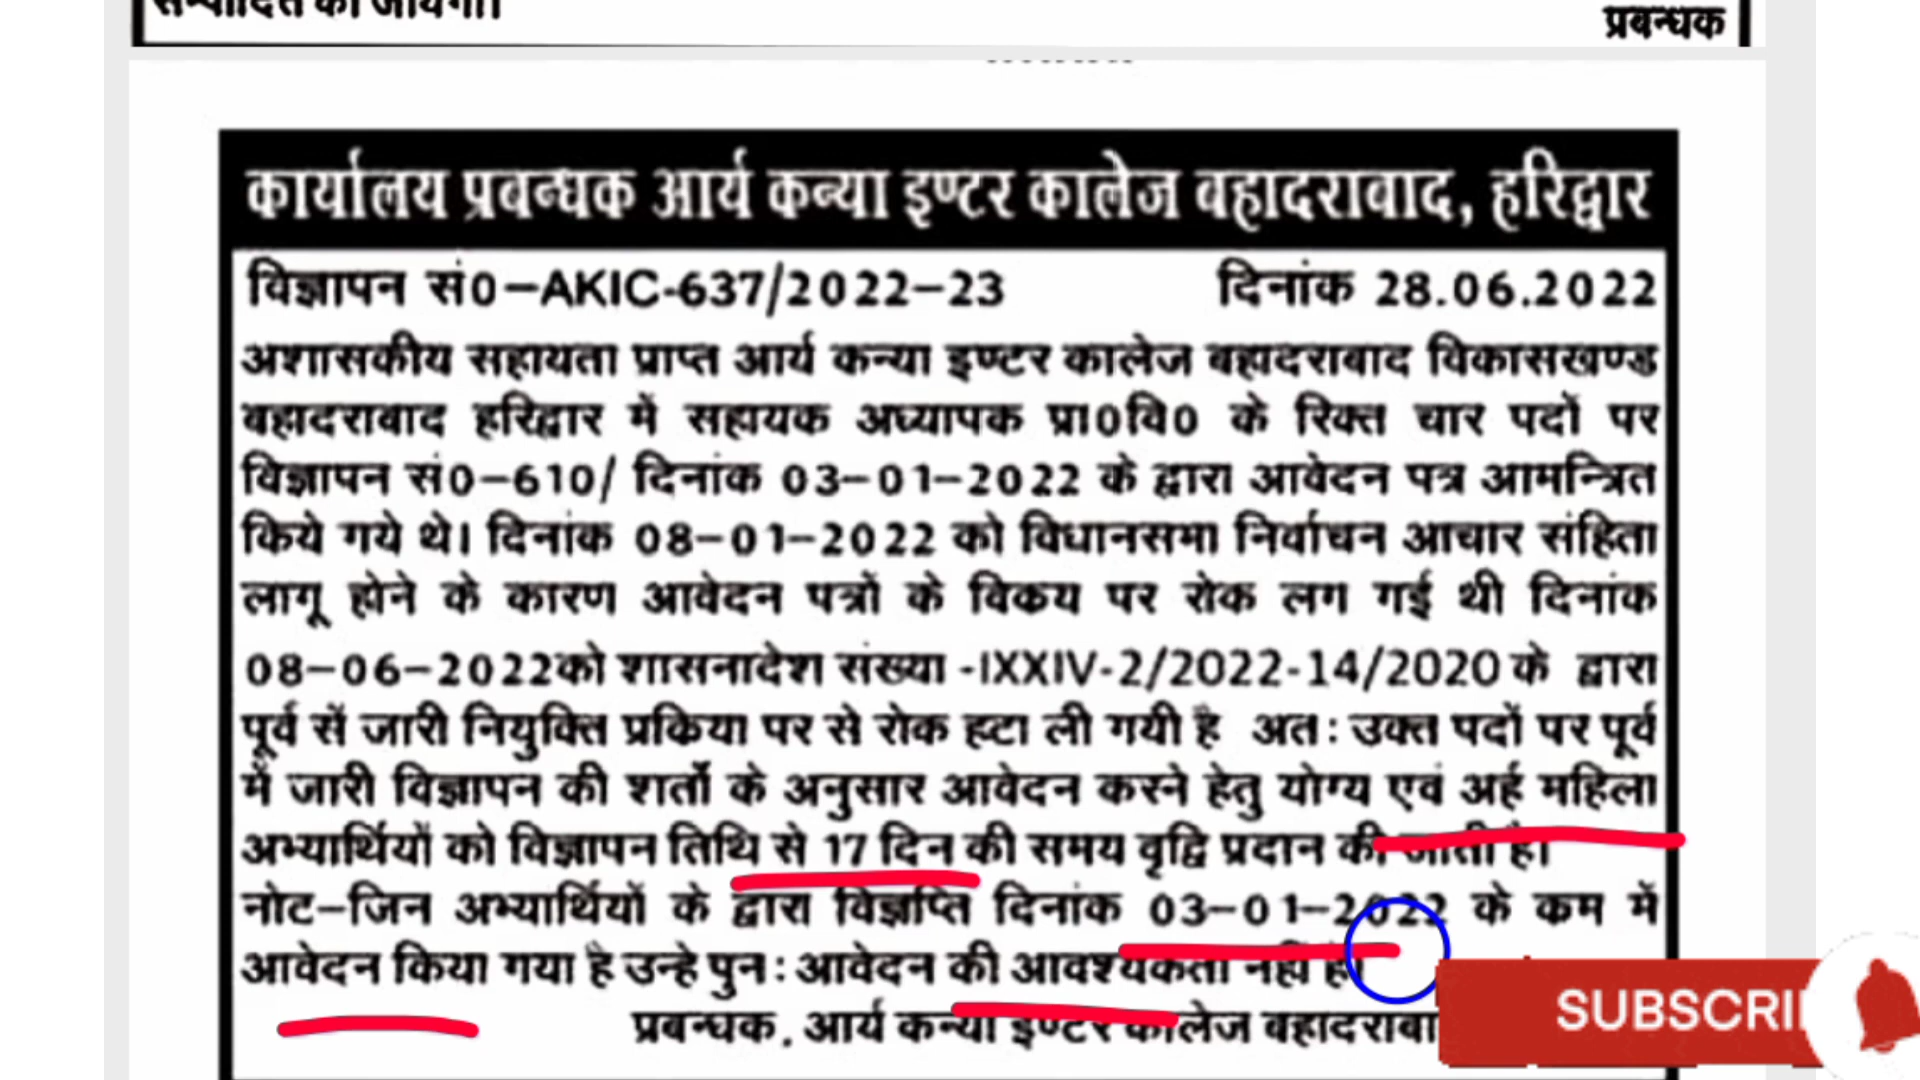 सम्पादित की जायेगी।
प्रबन्धक
कार्यालय प्रबन्धक आर्य कन्या इण्टर कालेज बहादराबाद, हरिद्वार
विज्ञापन सं0–AKIC-637/2022–23 दिनांक 28.06.2022
अशासकीय सहायता प्राप्त आर्य कन्या इण्टर कालेज बहादराबाद विकासखण्ड
बहादराबाद हरिद्वार में सहायक अध्यापक प्रा0वि0 के रिक्त चार पदों पर
विज्ञापन सं0–610/ दिनांक 03–01–2022 के द्वारा आवेदन पत्र आमन्त्रित
किये गये थे। दिनांक 08–01–2022 को विधानसभा निर्वाचन आचार संहिता
लागू होने के कारण आवेदन पत्रों के विकय पर रोक लग गई थी दिनांक
08–06–2022को शासनादेश संख्या -IXXIV-2/2022-14/2020 के द्वारा
पूर्व सें जारी नियुक्ति प्रकिया पर से रोक हटा ली गयी है अतः उक्त पदों पर पूर्व
में जारी विज्ञापन की शर्तो के अनुसार आवेदन करने हेतु योग्य एवं अर्ह महिला
अभ्यार्थियों को विज्ञापन तिथि से 17 दिन की समय वृद्दि प्रदान की जाती है।
नोट–जिन अभ्यार्थियों के द्वारा विज्ञप्ति दिनांक 03–01–2022 के कम में
आवेदन किया गया है उन्हे पुनः आवेदन की आवश्यकता नहीं है।
प्रबन्धक, आर्य कन्या इण्टर कालेज बहादराबा
SUBSCRI